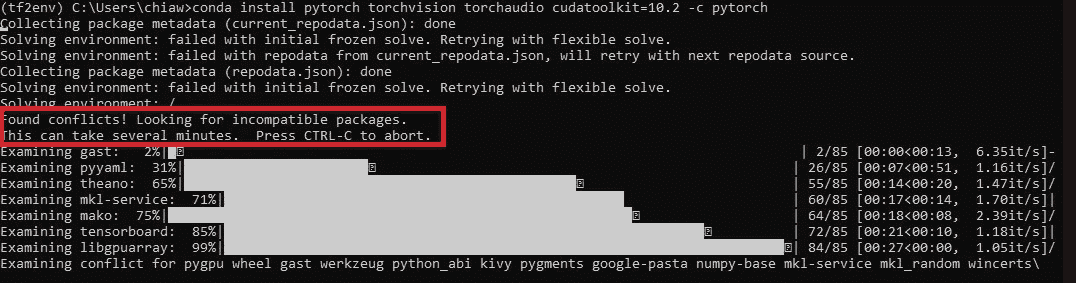 (tf2env) C:\Users\chiaw>conda install pytorch torchvision torchaudio cudatoolkit=10.2 -c pytorch
Collecting package metadata (current_repodata.json): done
Solving environment: failed with initial frozen solve. Retrying with flexible solve.
Solving environment: failed with repodata from current_repodata.json, will retry with next repodata source.
Collecting package metadata (repodata.json): done
Solving environment: failed with initial frozen solve. Retrying with flexible solve.
Solving environment: /
Found conflicts! Looking for incompatible packages.
This can take several minutes.  Press CTRL-C to abort.
Examining gast:   2%| | 2/85 [00:00<00:13,  6.35it/s]-
Examining pyyaml:  31%| | 26/85 [00:07<00:51,  1.16it/s]/
Examining theano:  65%| | 55/85 [00:14<00:20,  1.47it/s]/
Examining mkl-service:  71%| | 60/85 [00:17<00:14,  1.70it/s]|
Examining mako:  75%| | 64/85 [00:18<00:08,  2.39it/s]/
Examining tensorboard:  85%| | 72/85 [00:21<00:10,  1.18it/s]|
Examining libgpuarray:  99%| | 84/85 [00:27<00:00,  1.05it/s]/
Examining conflict for pygpu wheel gast werkzeug python_abi kivy pygments google-pasta numpy-base mkl-service mkl_random wincerts\